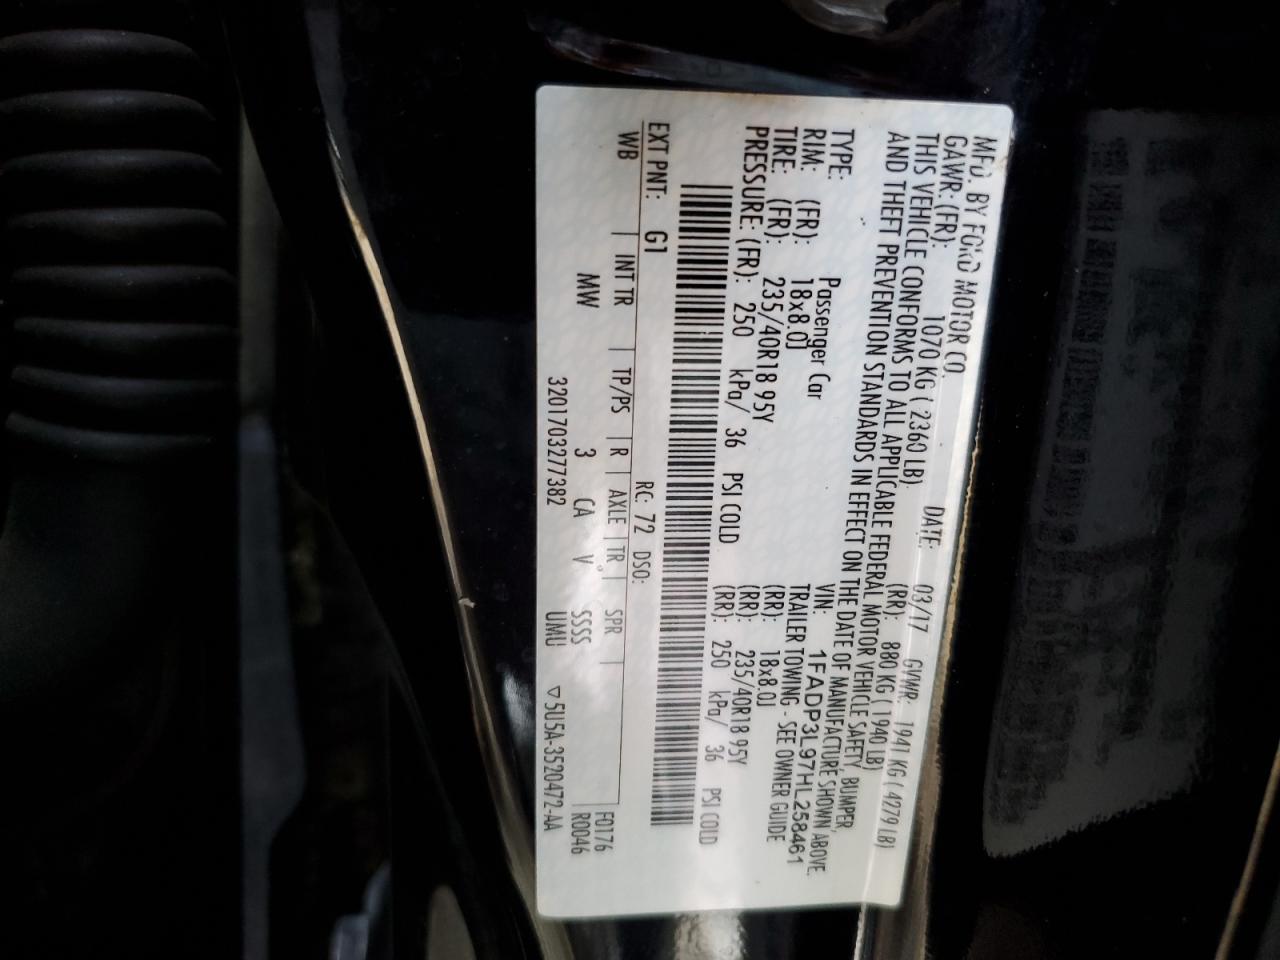 MFD. BY FORD MOTOR CO.
DATE: 03/17 GVWR: 1941 KG ( 4279 LB)
GAWR: (FR): 1070 KG ( 2360 LB) (RR): 880 KG ( 1940 LB)
THIS VEHICLE CONFORMS TO ALL APPLICABLE FEDERAL MOTOR VEHICLE SAFETY, BUMPER,
AND THEFT PREVENTION STANDARDS IN EFFECT ON THE DATE OF MANUFACTURE SHOWN ABOVE.
VIN: 1FADP3L97HL258461
TYPE: Passenger Car TRAILER TOWING - SEE OWNER GUIDE
RIM: (FR): 18x8.0J (RR): 18x8.0J
TIRE: (FR): 235/40R18 95Y (RR): 235/40R18 95Y
PRESSURE: (FR): 250 kPa/ 36 PSI COLD (RR): 250 kPa/ 36 PSI COLD
EXT PNT: G1 RC: 72 DSO:
WB | INT TR | TP/PS | R | AXLE | TR | SPR | F0176
MW 3 CA V SSSS R0046
3201703277382 UMU ▽5U5A-3520472-AA